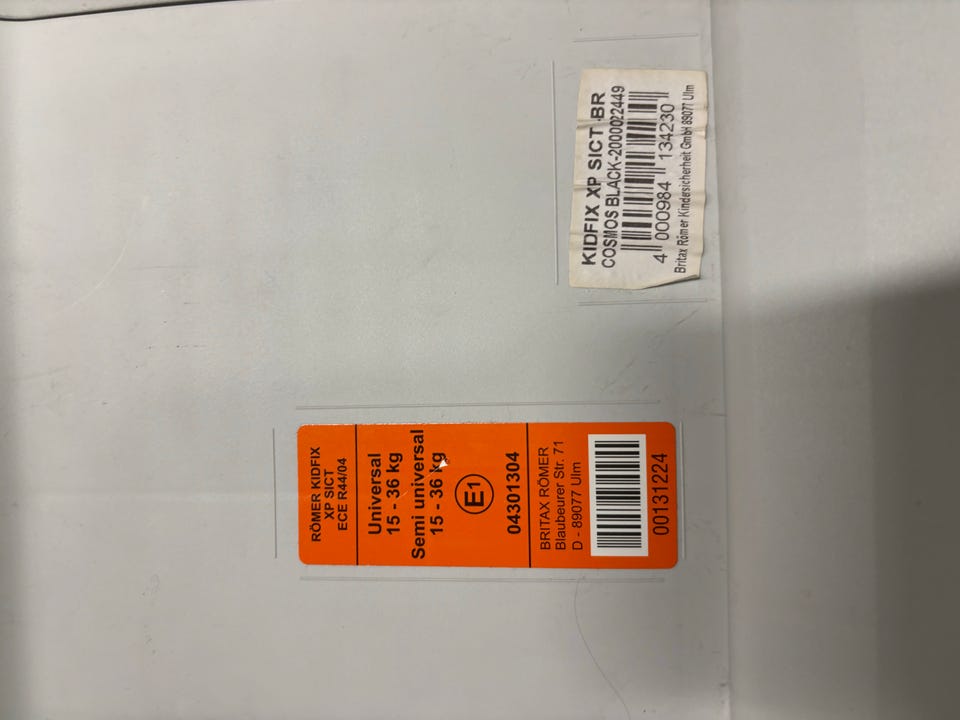 KIDFIX XP SICT -BR
COSMOS BLACK-2000022449
4 000984 134230
Britax Römer Kindersicherheit GmbH 89077 Ulm
RÖMER KIDFIX
XP SICT
ECE R44/04
Universal
15 - 36 kg
Semi universal
15 - 36 kg
E1
04301304
BRITAX RÖMER
Blaubeurer Str. 71
D - 89077 Ulm
00131224